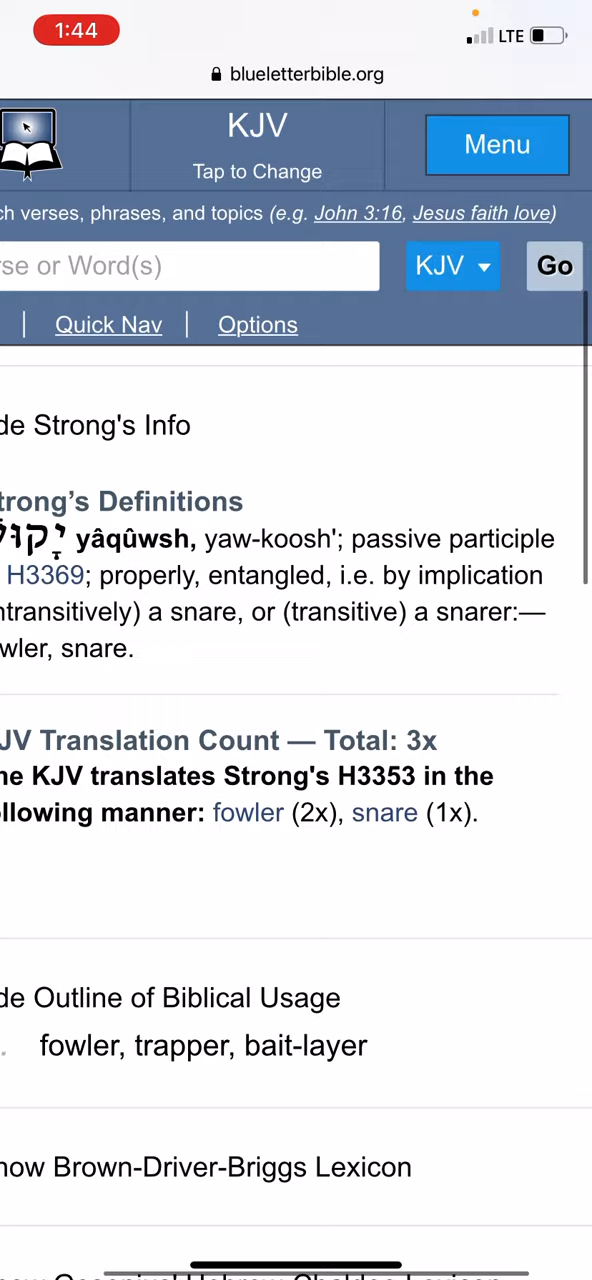 1:44
LTE
blueletterbible.org
KJV
Tap to Change
Menu
ch verses, phrases, and topics (e.g. John 3:16, Jesus faith love)
rse or Word(s)
KJV
Go
| Quick Nav | Options
de Strong's Info
trong's Definitions
yâqûwsh, yaw-koosh'; passive participle
H3369; properly, entangled, i.e. by implication
ntransitively) a snare, or (transitive) a snarer:—
wler, snare.
JV Translation Count — Total: 3x
he KJV translates Strong's H3353 in the
ollowing manner: fowler (2x), snare (1x).
de Outline of Biblical Usage
. fowler, trapper, bait-layer
how Brown-Driver-Briggs Lexicon